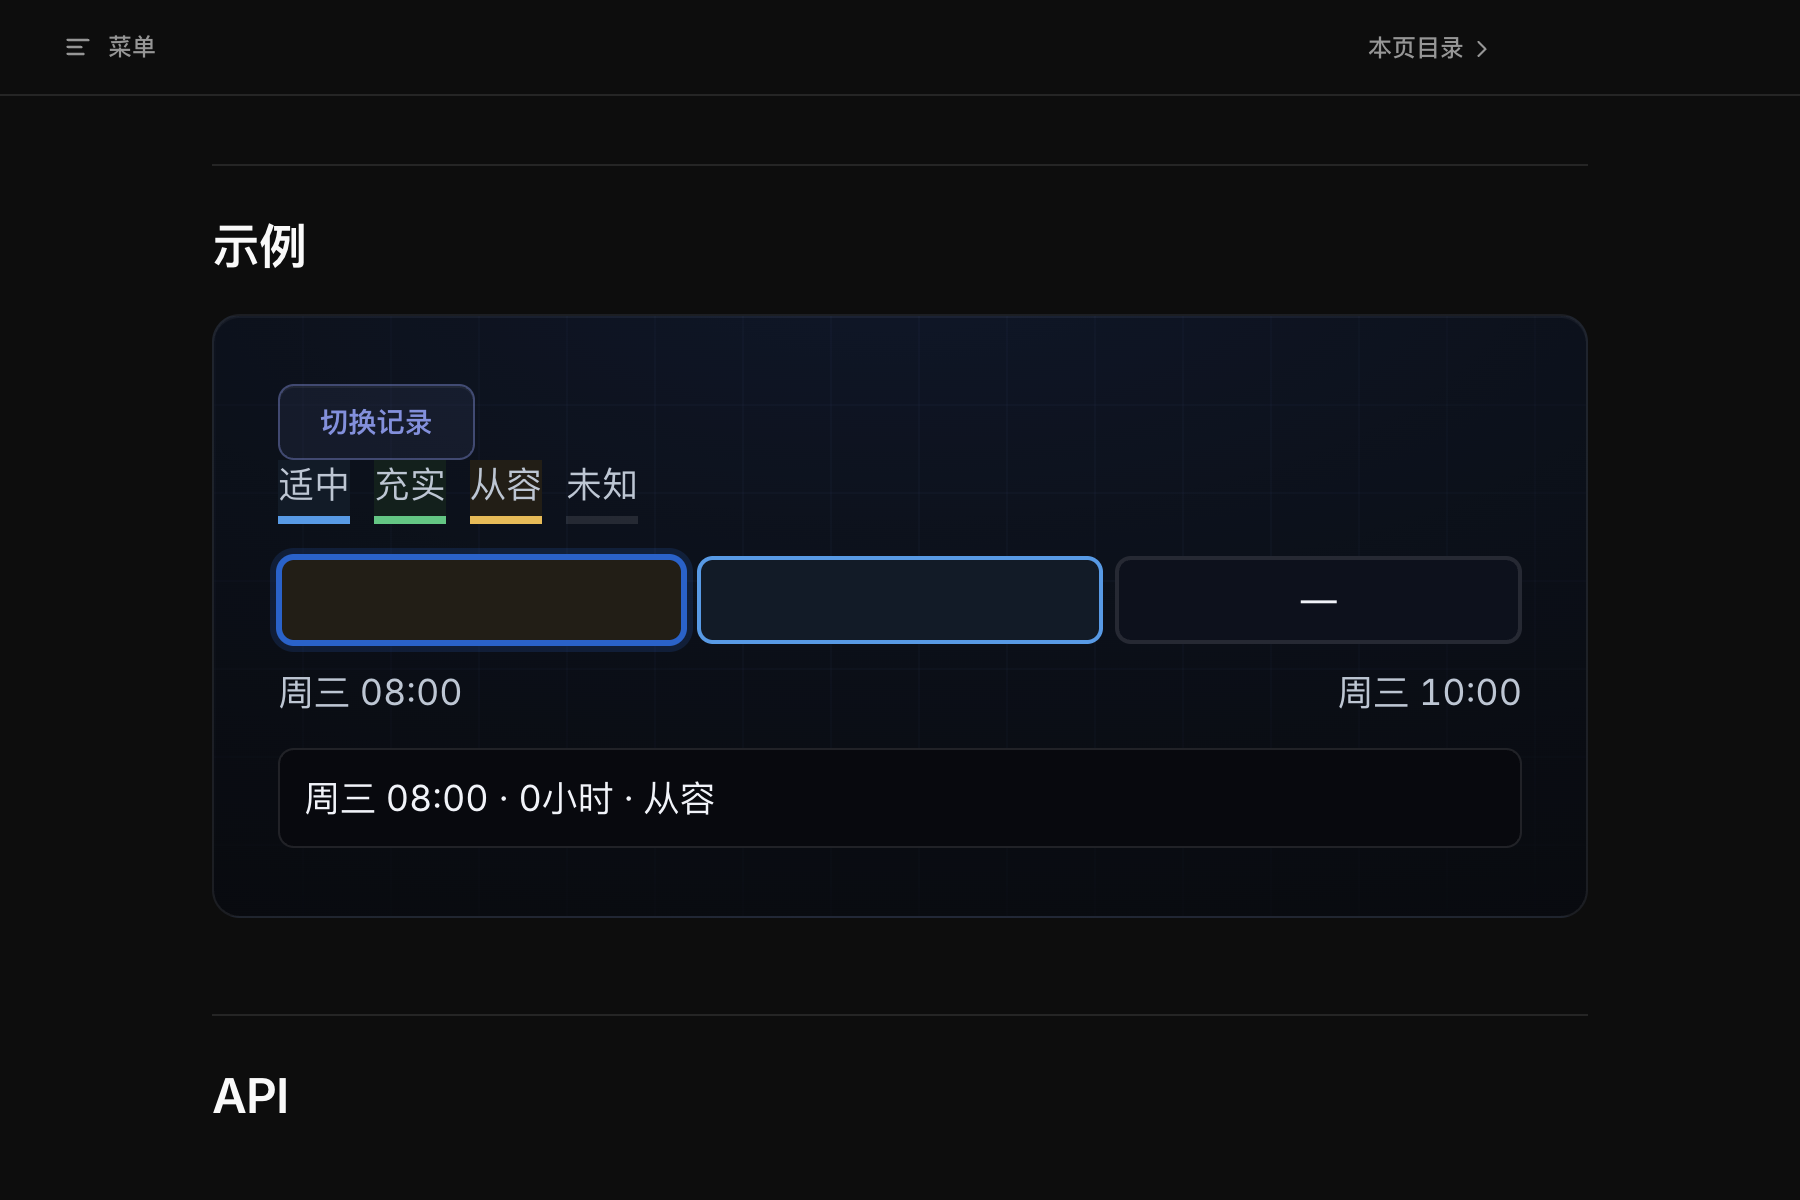 菜单
本页目录
示例
切换记录
适中 充实 从容 未知
—
周三 08:00
周三 10:00
周三 08:00 · 0小时 · 从容
API